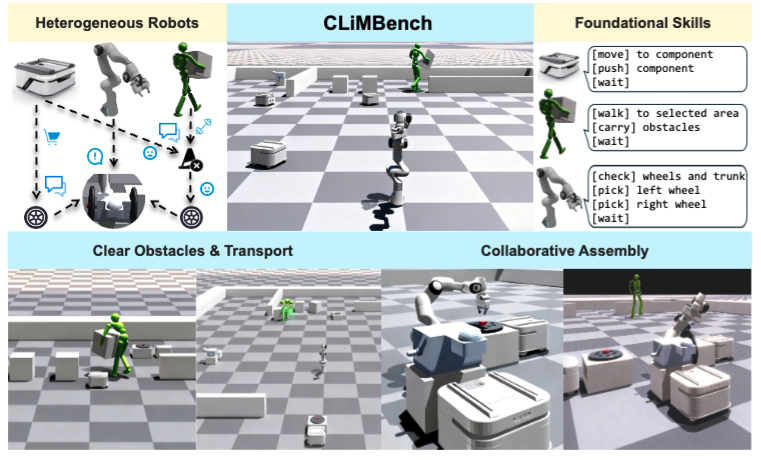 Heterogeneous Robots
CLiMBench
Foundational Skills
[move] to component
[push] component
[wait]
[walk] to selected area
[carry] obstacles
[wait]
[check] wheels and trunk
[pick] left wheel
[pick] right wheel
[wait]
Clear Obstacles & Transport
Collaborative Assembly